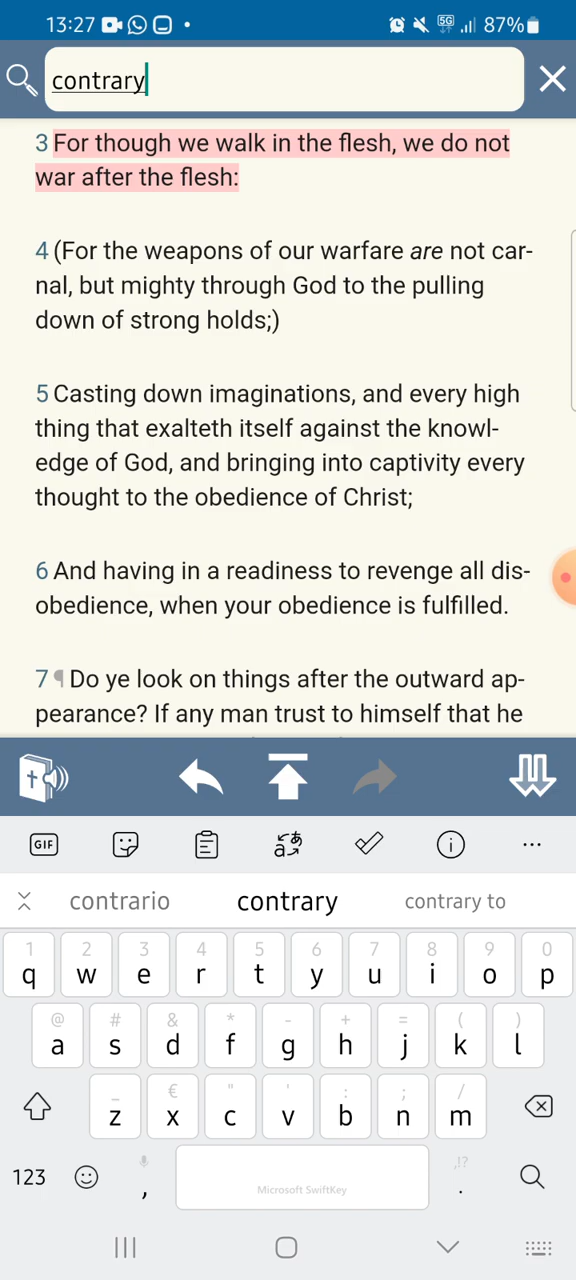 13:27 5G 87%
contrary
3 For though we walk in the flesh, we do not
war after the flesh:
4 (For the weapons of our warfare are not car-
nal, but mighty through God to the pulling
down of strong holds;)
5 Casting down imaginations, and every high
thing that exalteth itself against the knowl-
edge of God, and bringing into captivity every
thought to the obedience of Christ;
6 And having in a readiness to revenge all dis-
obedience, when your obedience is fulfilled.
7 ¶ Do ye look on things after the outward ap-
pearance? If any man trust to himself that he
GIF あ a ...
contrario contrary contrary to
1 2 3 4 5 6 7 8 9 0
q w e r t y u i o p
@ # & * - + = ( )
a s d f g h j k l
_ € " ' : ; /
z x c v b n m
123 , Microsoft SwiftKey ,!? .